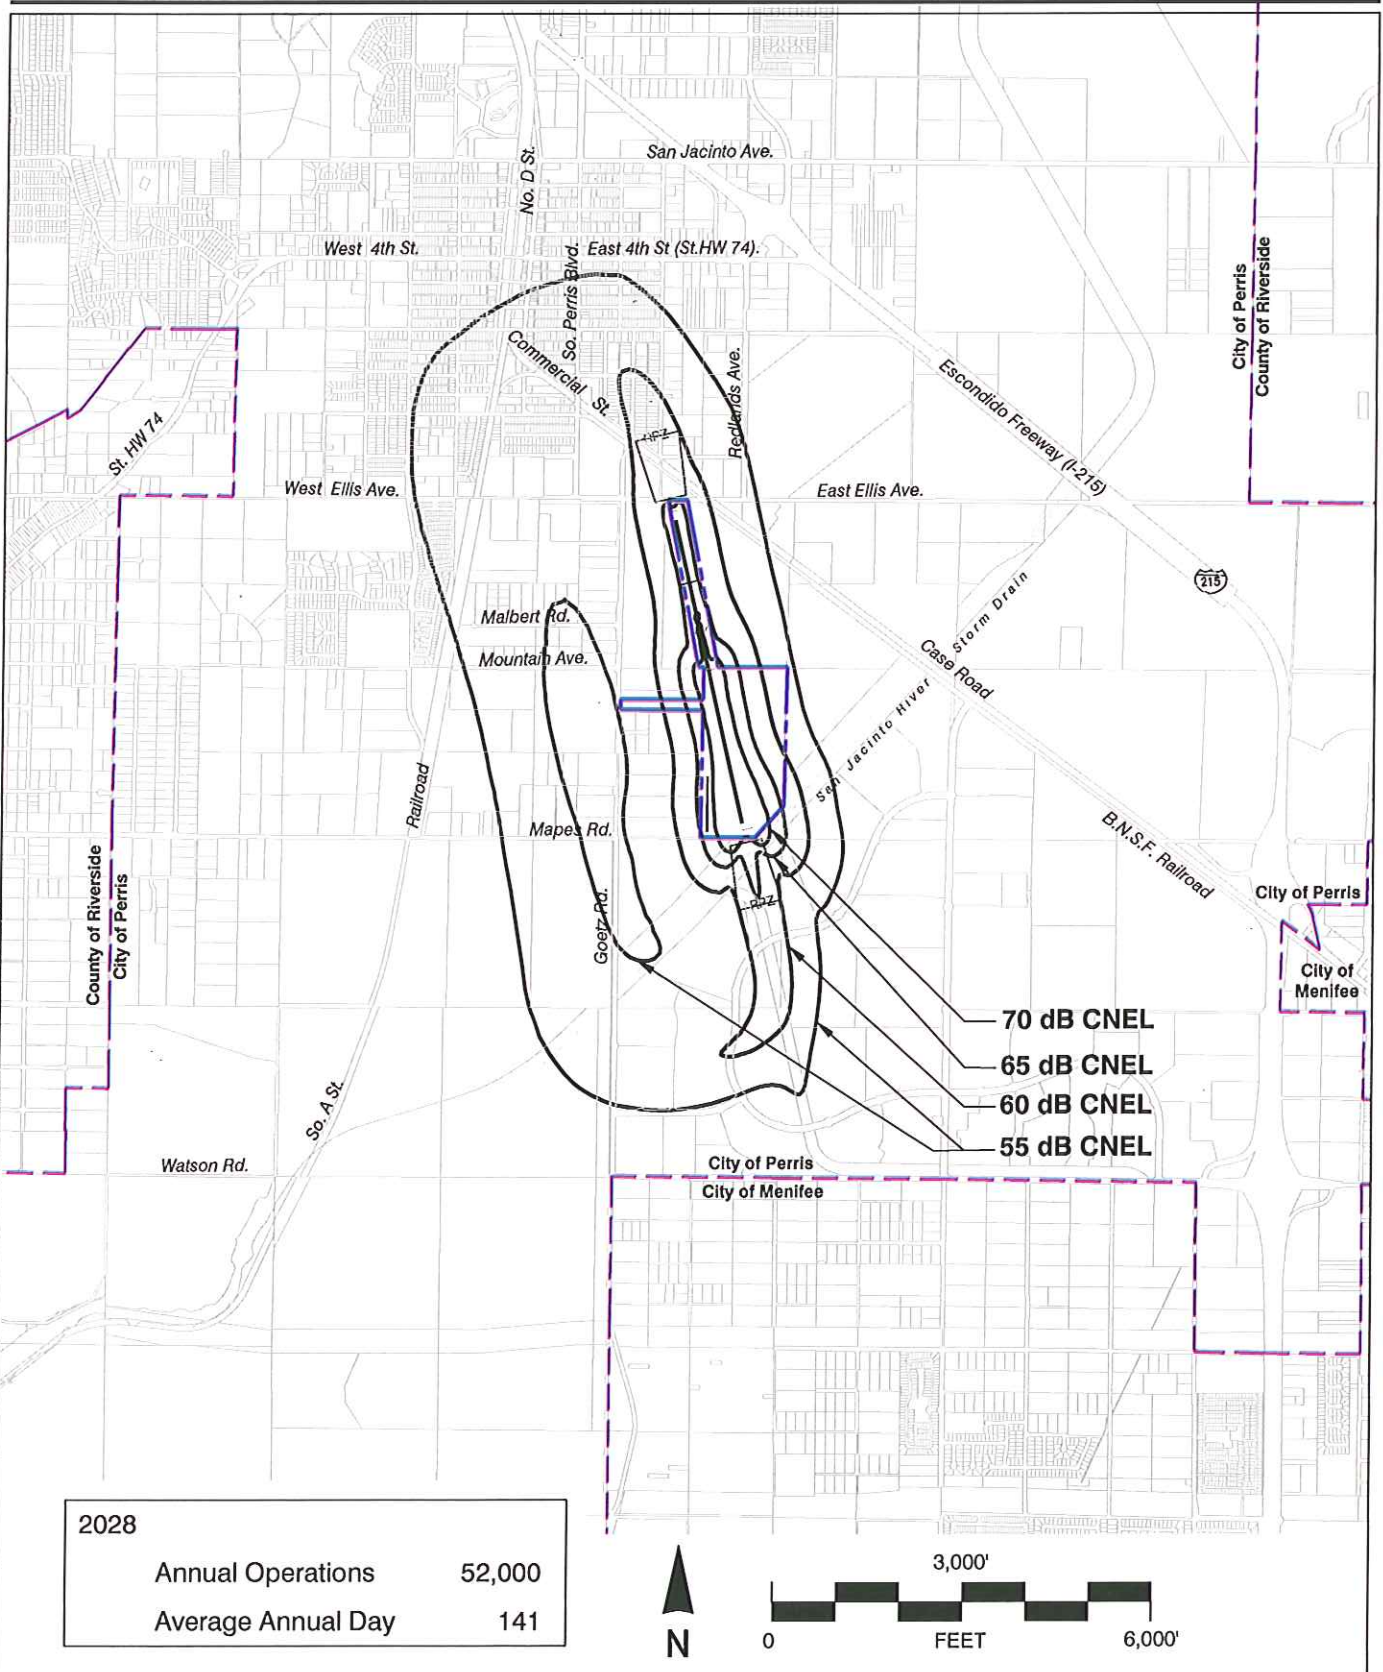 San Jacinto Ave.
No. D St.
West 4th St.
So. Perris Blvd.
East 4th St (St.HW 74).
City of Perris
County of Riverside
Commercial St.
Redlands Ave.
Escondido Freeway (I-215)
St. HW 74
RPZ
West Ellis Ave.
East Ellis Ave.
215
Malbert Rd.
Mountain Ave.
San Jacinto River Storm Drain
Case Road
Railroad
Mapes Rd.
B.N.S.F. Railroad
County of Riverside
City of Perris
Goetz Rd.
RPZ
City of Perris
City of
Menifee
70 dB CNEL
65 dB CNEL
60 dB CNEL
55 dB CNEL
So. A St.
Watson Rd.
City of Perris
City of Menifee
2028
Annual Operations 52,000
Average Annual Day 141
N
3,000'
0 FEET 6,000'